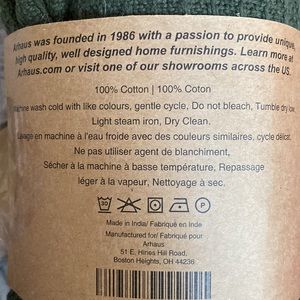 Arhaus was founded in 1986 with a passion to provide unique,
high quality, well designed home furnishings. Learn more at
Arhaus.com or visit one of our showrooms across the US.
100% Cotton | 100% Coton
Machine wash cold with like colours, gentle cycle, Do not bleach, Tumble dry low,
Light steam iron, Dry Clean.
Lavage en machine à l'eau froide avec des couleurs similaires, cycle délicat.
Ne pas utiliser agent de blanchiment,
Sécher à la machine à basse température, Repassage
léger à la vapeur, Nettoyage à sec.
30
P
Made in India/ Fabriqué en Inde
Manufactured for/ Fabriqué pour
Arhaus
51 E. Hines Hill Road,
Boston Heights, OH 44236